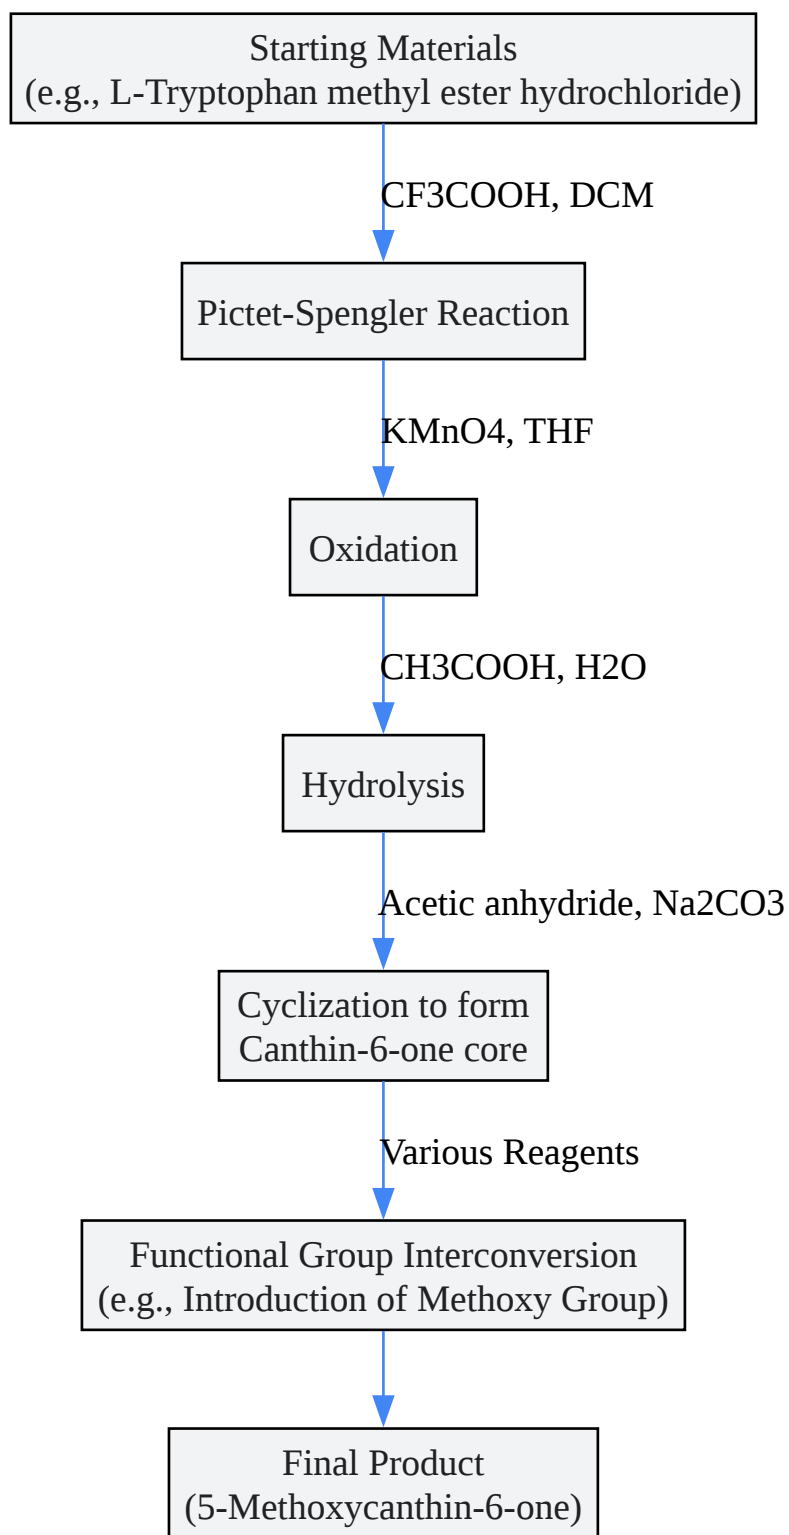 Starting Materials
(e.g., L-Tryptophan methyl ester hydrochloride)
CF3COOH, DCM
Pictet-Spengler Reaction
KMnO4, THF
Oxidation
CH3COOH, H2O
Hydrolysis
Acetic anhydride, Na2CO3
Cyclization to form
Canthin-6-one core
Various Reagents
Functional Group Interconversion
(e.g., Introduction of Methoxy Group)
Final Product
(5-Methoxycanthin-6-one)